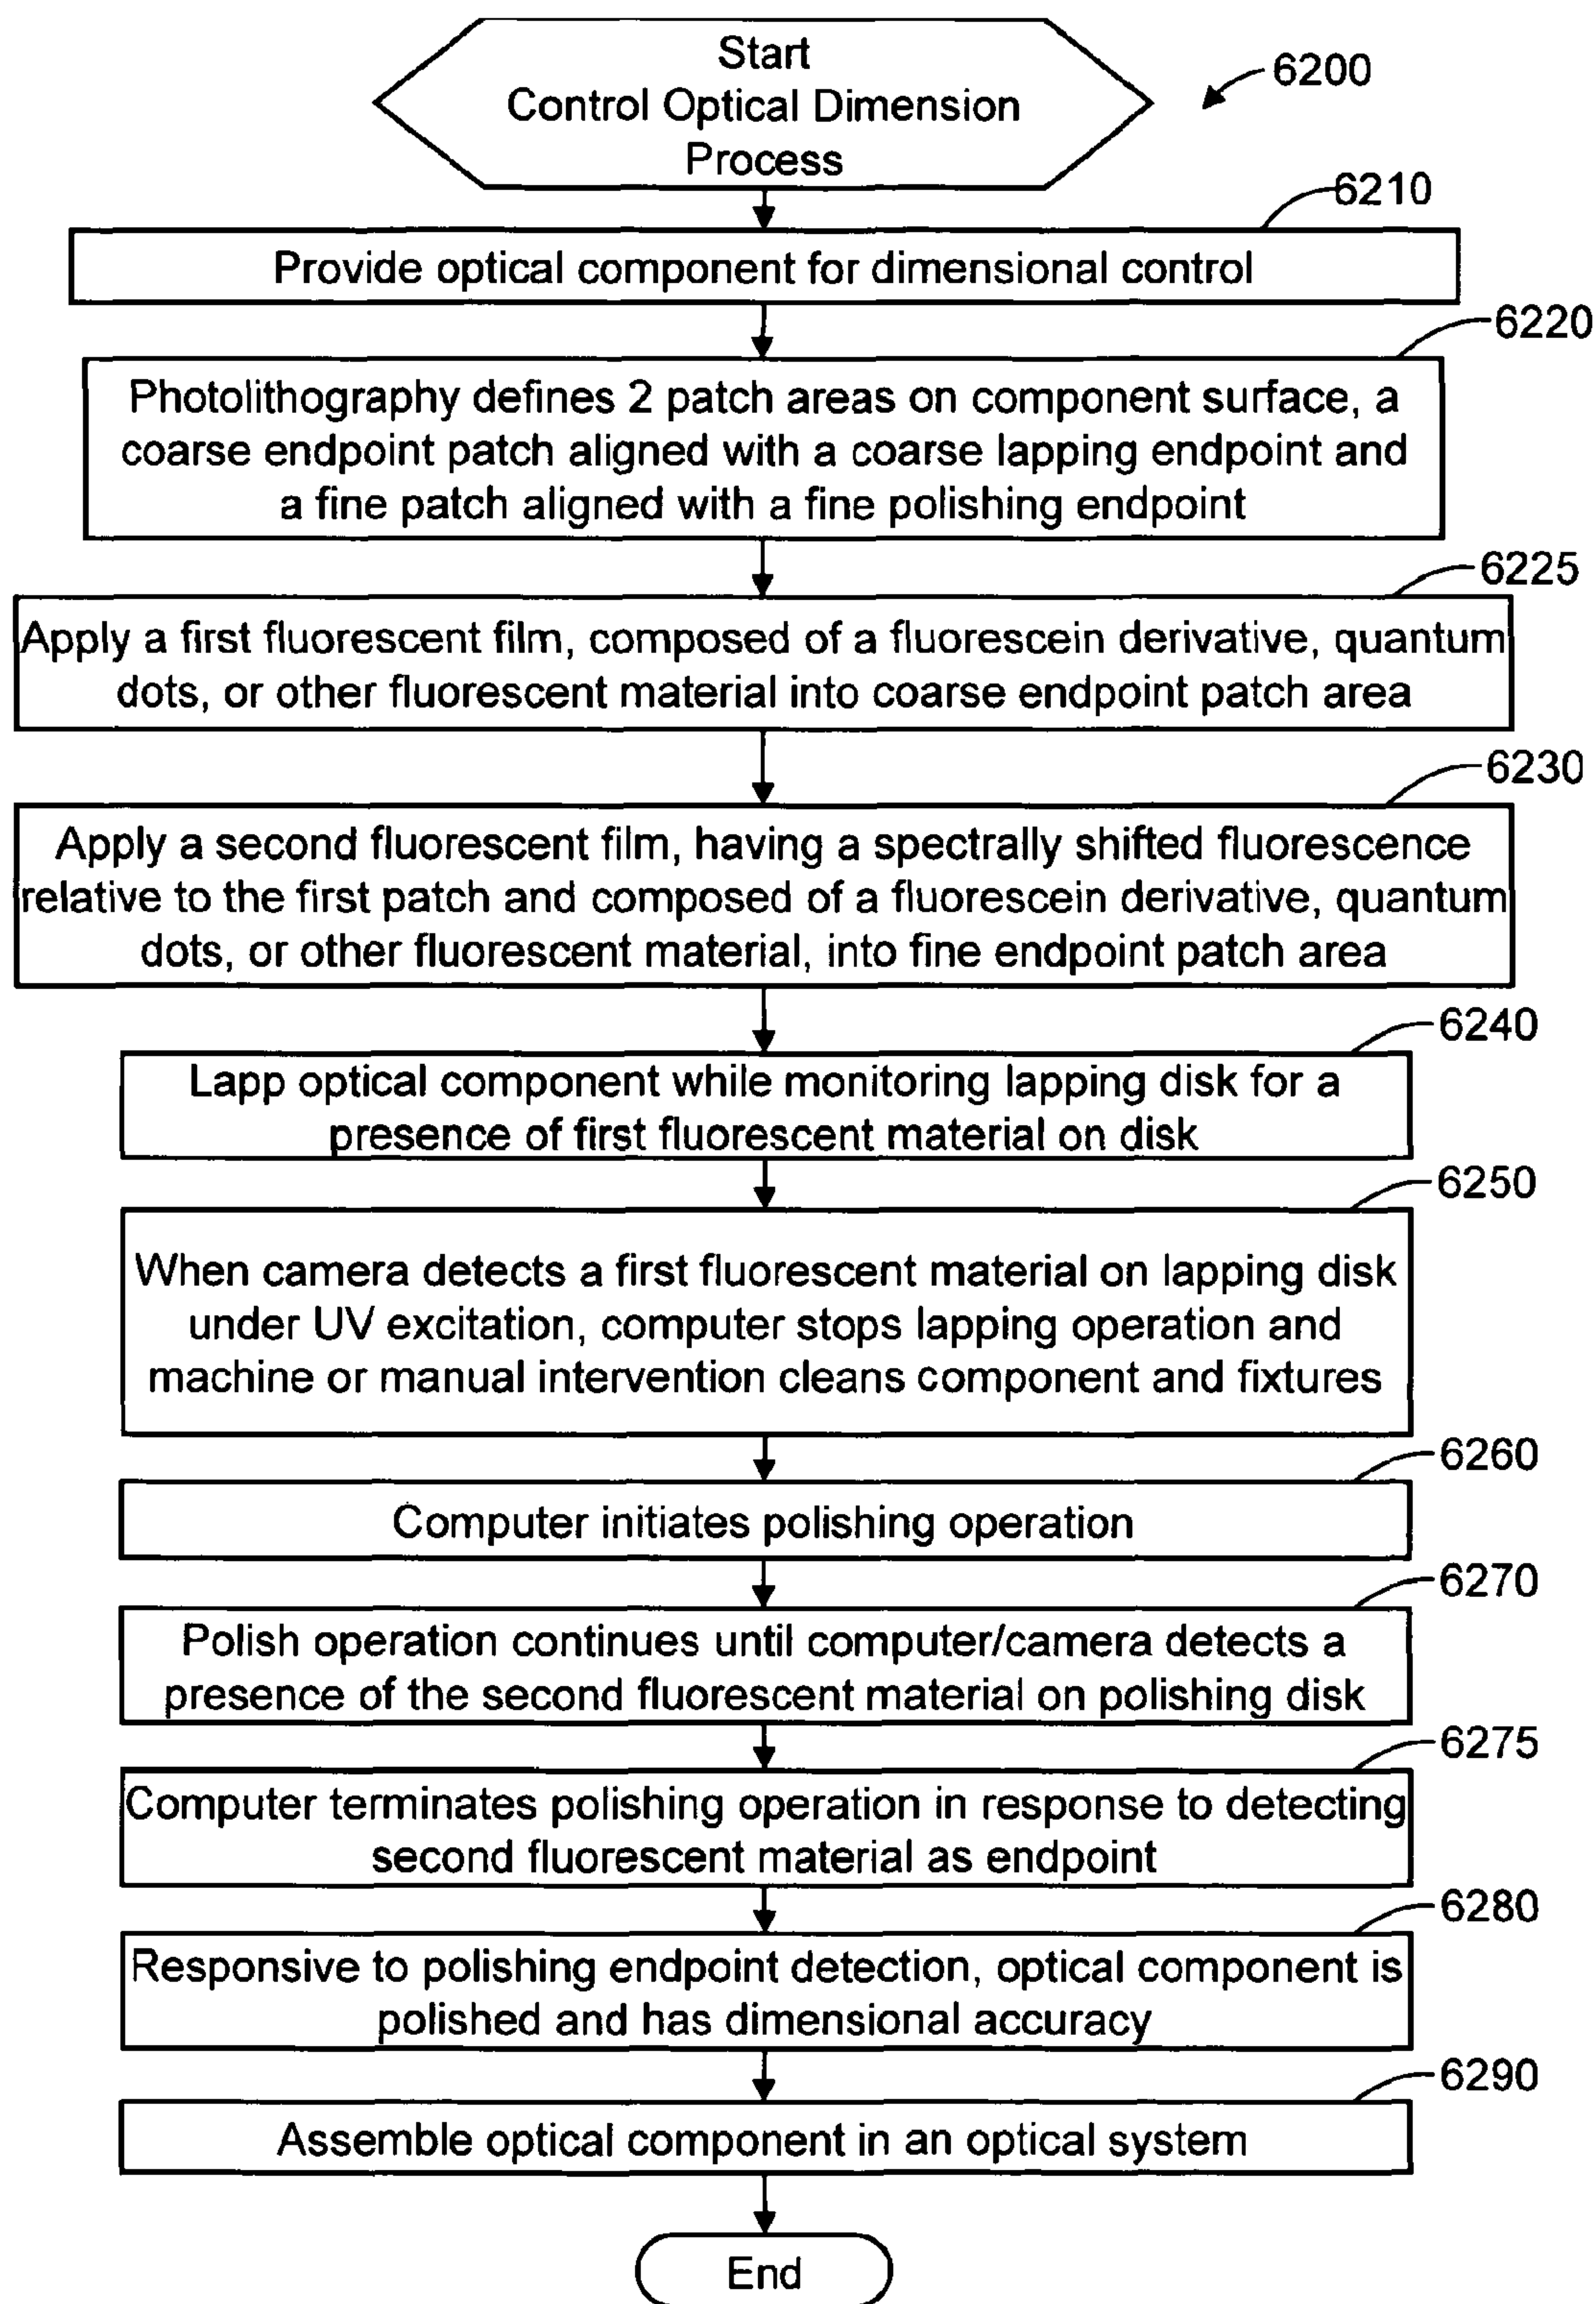 Start
Control Optical Dimension
Process
6200
6210
Provide optical component for dimensional control
6220
Photolithography defines 2 patch areas on component surface, a
coarse endpoint patch aligned with a coarse lapping endpoint and
a fine patch aligned with a fine polishing endpoint
6225
Apply a first fluorescent film, composed of a fluorescein derivative, quantum
dots, or other fluorescent material into coarse endpoint patch area
6230
Apply a second fluorescent film, having a spectrally shifted fluorescence
relative to the first patch and composed of a fluorescein derivative, quantum
dots, or other fluorescent material, into fine endpoint patch area
6240
Lapp optical component while monitoring lapping disk for a
presence of first fluorescent material on disk
6250
When camera detects a first fluorescent material on lapping disk
under UV excitation, computer stops lapping operation and
machine or manual intervention cleans component and fixtures
6260
Computer initiates polishing operation
6270
Polish operation continues until computer/camera detects a
presence of the second fluorescent material on polishing disk
6275
Computer terminates polishing operation in response to detecting
second fluorescent material as endpoint
6280
Responsive to polishing endpoint detection, optical component is
polished and has dimensional accuracy
6290
Assemble optical component in an optical system
End